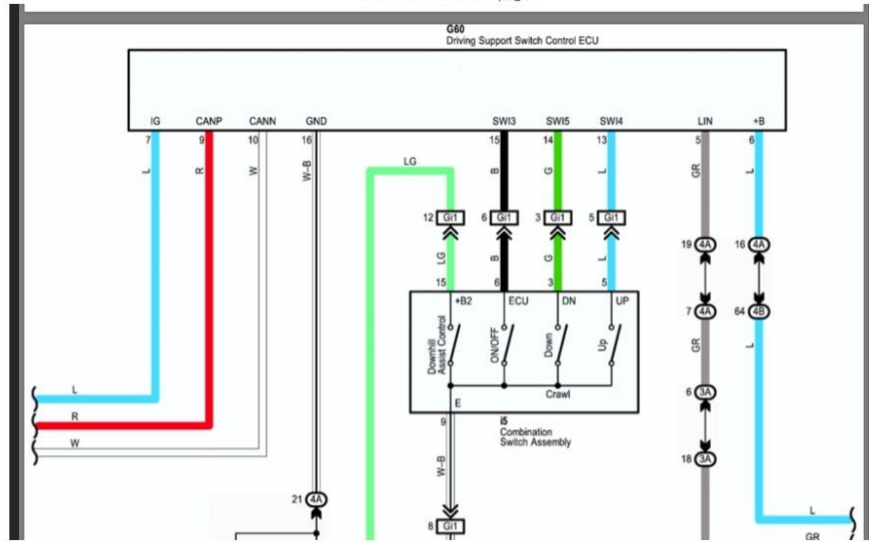 G60
Driving Support Switch Control ECU
IG CANP CANN GND SWI3 SWI5 SWI4 LIN +B
7 9 10 16 15 14 13 5 6
L R W W–B LG B G L GR L
12 Gi1 6 Gi1 3 Gi1 5 Gi1
19 4A 16 4A
LG B G L
15 6 3 5
+B2 ECU DN UP
7 4A 64 4B
Downhill
Assist Control
ON/OFF
Down
Up
GR L
Crawl
E
L
R
W
6 3A
9
i5
Combination
Switch Assembly
W–B
18 3A
21 4A
8 Gi1
L
GR